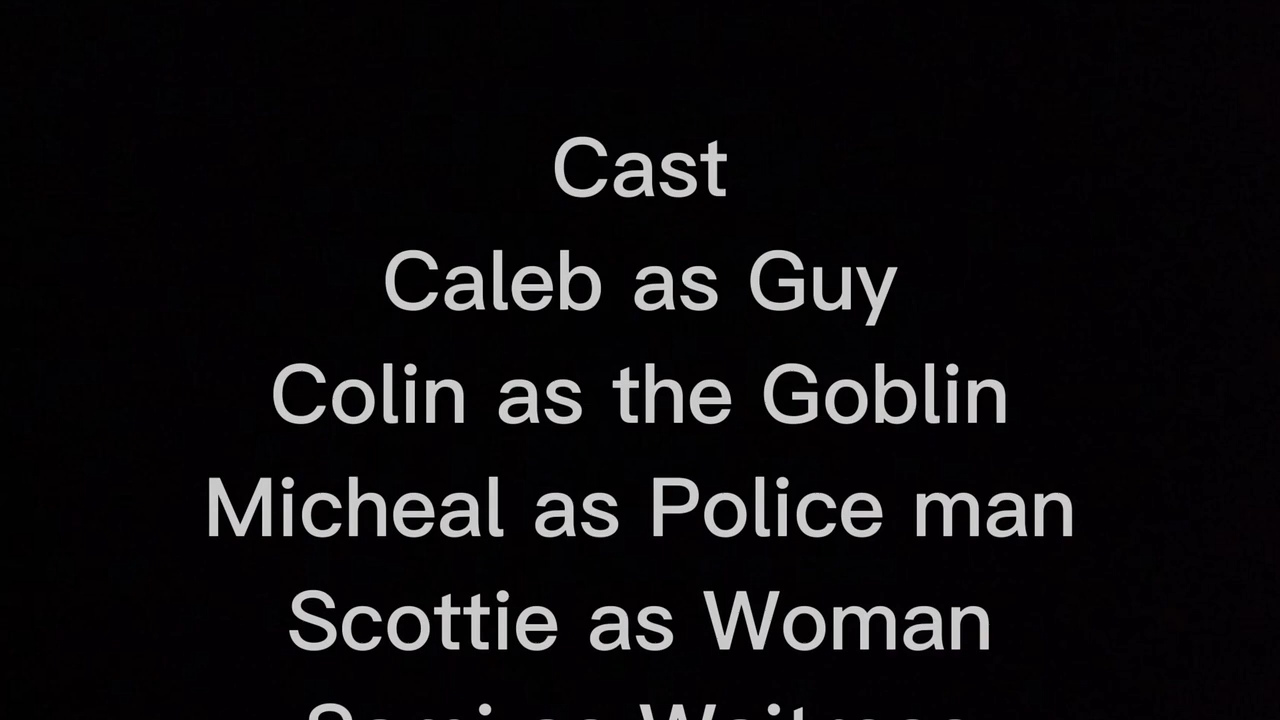 Cast
Caleb as Guy
Colin as the Goblin
Micheal as Police man
Scottie as Woman